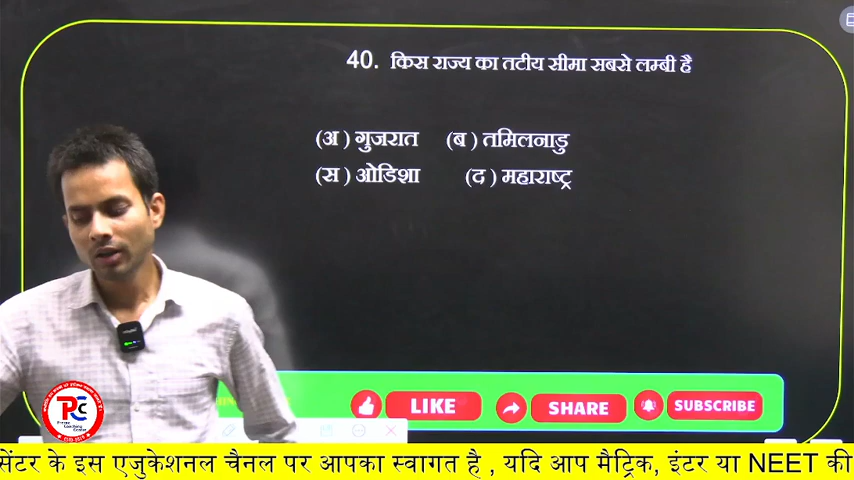 40. किस राज्य का तटीय सीमा सबसे लम्बी है
(अ ) गुजरात (ब ) तमिलनाडु
(स ) ओडिशा (द ) महाराष्ट्र
LIKE SHARE SUBSCRIBE
सेंटर के इस एजुकेशनल चैनल पर आपका स्वागत है , यदि आप मैट्रिक, इंटर या NEET की